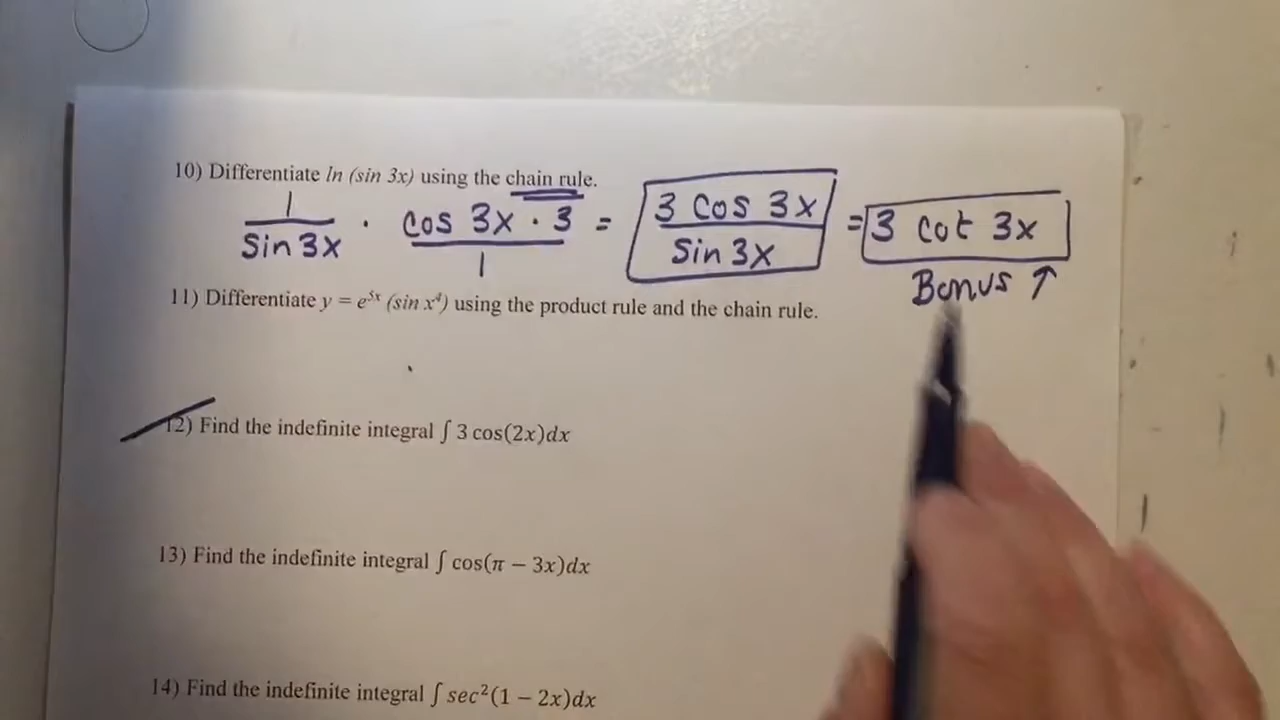 10) Differentiate ln (sin 3x) using the chain rule.
1/sin 3x · cos 3x · 3/1 = 3 cos 3x/sin 3x = 3 cot 3x
Bonus ↑
11) Differentiate y = e^5x (sin x⁴) using the product rule and the chain rule.
12) Find the indefinite integral ∫ 3 cos(2x)dx
13) Find the indefinite integral ∫ cos(π − 3x)dx
14) Find the indefinite integral ∫ sec²(1 − 2x)dx